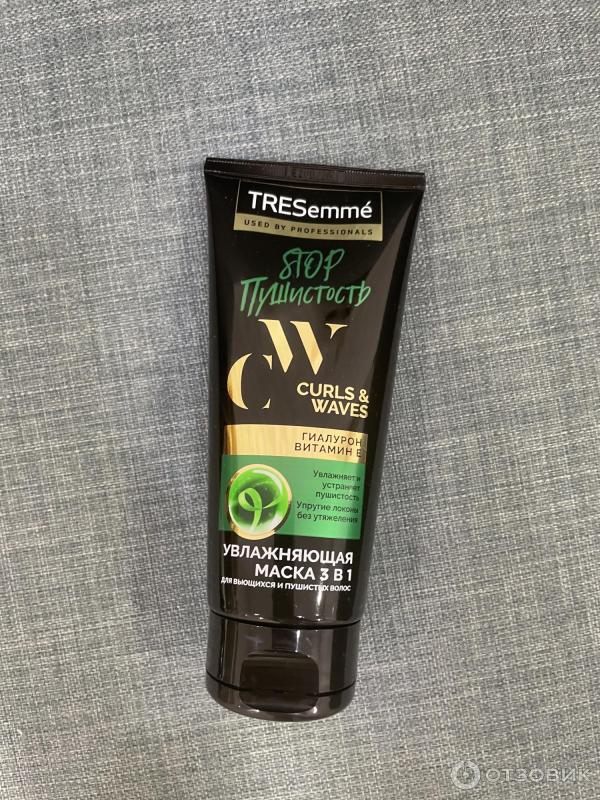 TRESemmé
USED BY PROFESSIONALS
STOP
Пушистость
CW
CURLS &
WAVES
ГИАЛУРОН
ВИТАМИН Е
Увлажняет и
устраняет
пушистость
Упругие локоны
без утяжеления
УВЛАЖНЯЮЩАЯ
МАСКА 3 В 1
ДЛЯ ВЬЮЩИХСЯ И ПУШИСТЫХ ВОЛОС
ОТЗОВИК